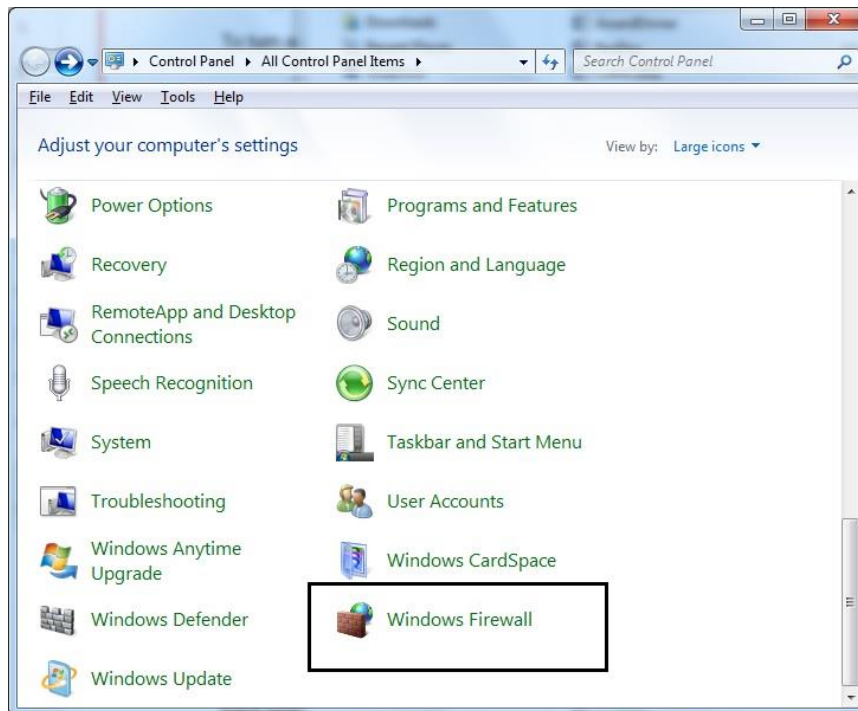 Control Panel ▸ All Control Panel Items ▸
Search Control Panel
File Edit View Tools Help
Adjust your computer's settings
View by: Large icons
Power Options
Programs and Features
Recovery
Region and Language
RemoteApp and Desktop
Connections
Sound
Speech Recognition
Sync Center
System
Taskbar and Start Menu
Troubleshooting
User Accounts
Windows Anytime
Upgrade
Windows CardSpace
Windows Defender
Windows Firewall
Windows Update